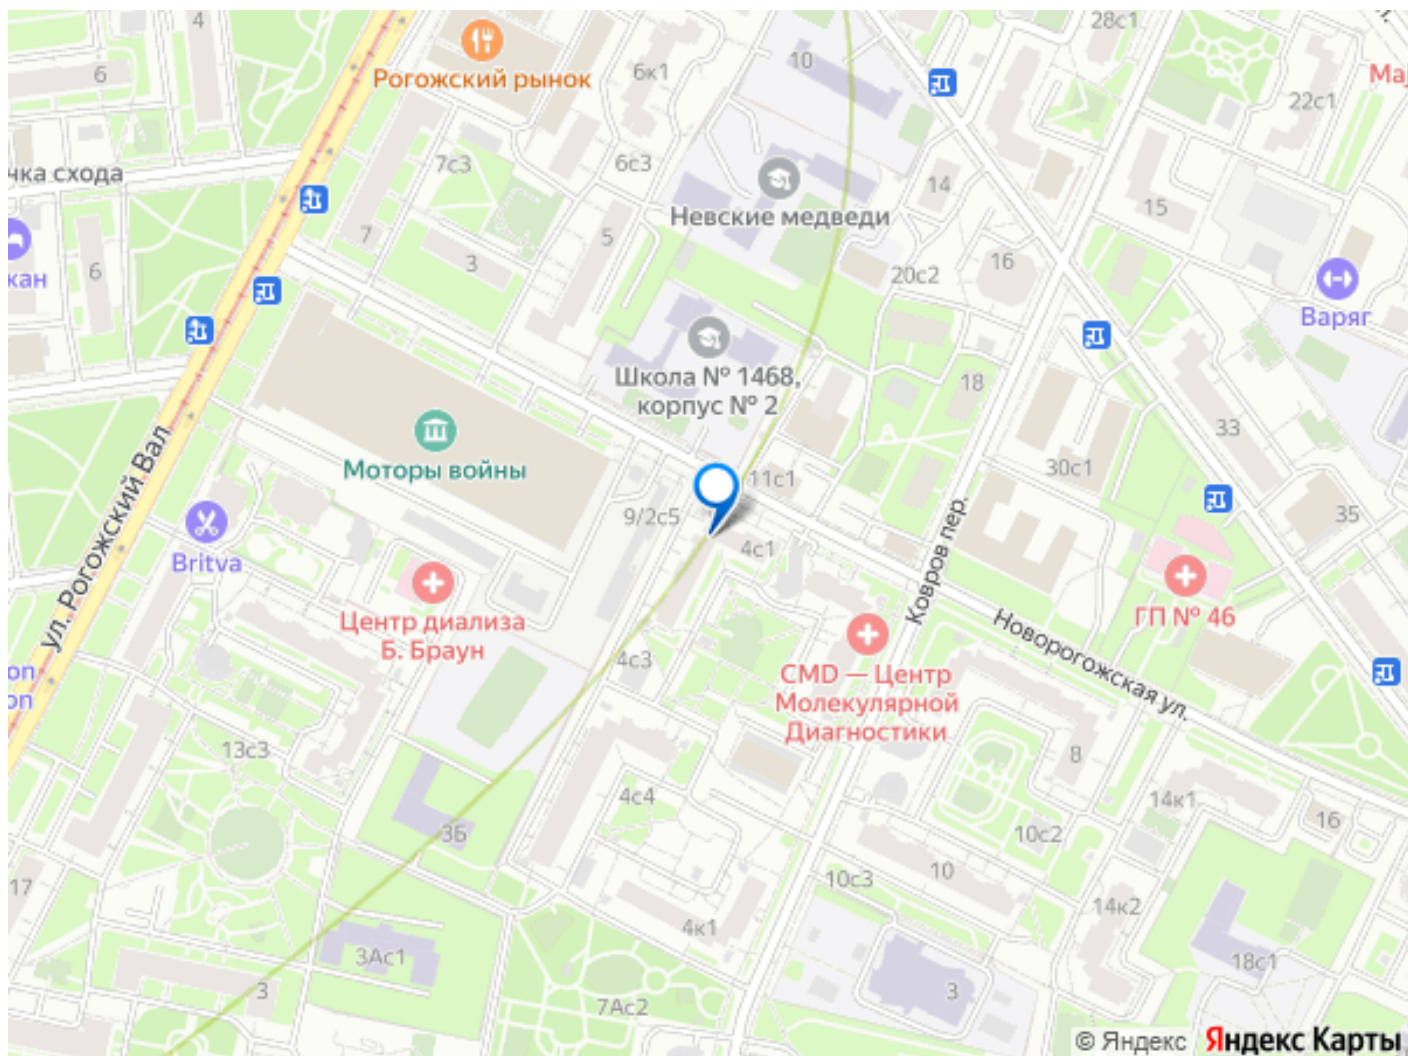 4
28с1
6
Рогожский рынок
6к1
10
22с1
чка схода
7с3
6с3
14
15
Невские медведи
7
5
3
20с2
16
кан
6
Варяг
Школа № 1468,
корпус № 2
18
33
Моторы войны
11с1
30с1
ул. Рогожский Вал
9/2с5
35
Britva
4с1
Ковров пер.
ГП № 46
Центр диализа
Б. Браун
Новорогожская ул.
4с3
CMD — Центр
Молекулярной
Диагностики
13с3
8
4с4
14к1
3Б
10с2
16
17
10с3
10
14к2
4к1
3Ас1
18с1
3
7Ас2
3
© Яндекс Яндекс Карты